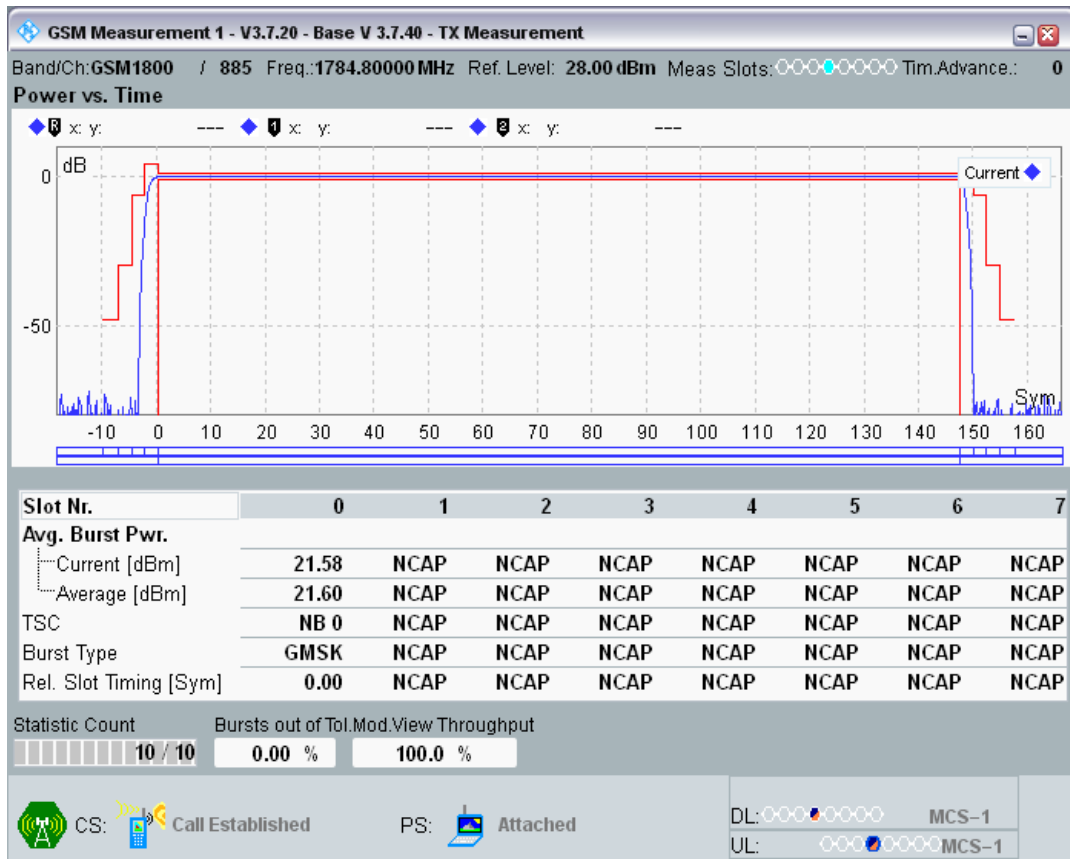 GSM Measurement 1 - V3.7.20 - Base V 3.7.40 - TX Measurement
Band/Ch:GSM1800 / 885 Freq.:1784.80000 MHz Ref. Level: 28.00 dBm Meas Slots: Tim.Advance.: 0
Power vs. Time
R x: y: --- 1 x: y: --- 2 x: y: ---
dB
Current
0
-50
Sym
-10 0 10 20 30 40 50 60 70 80 90 100 110 120 130 140 150 160
Slot Nr. 0 1 2 3 4 5 6 7
Avg. Burst Pwr.
Current [dBm] 21.58 NCAP NCAP NCAP NCAP NCAP NCAP NCAP
Average [dBm] 21.60 NCAP NCAP NCAP NCAP NCAP NCAP NCAP
TSC NB 0 NCAP NCAP NCAP NCAP NCAP NCAP NCAP
Burst Type GMSK NCAP NCAP NCAP NCAP NCAP NCAP NCAP
Rel. Slot Timing [Sym] 0.00 NCAP NCAP NCAP NCAP NCAP NCAP NCAP
Statistic Count Bursts out of Tol.Mod.View Throughput
10 / 10 0.00 % 100.0 %
CS: Call Established PS: Attached DL: MCS-1
UL: MCS-1